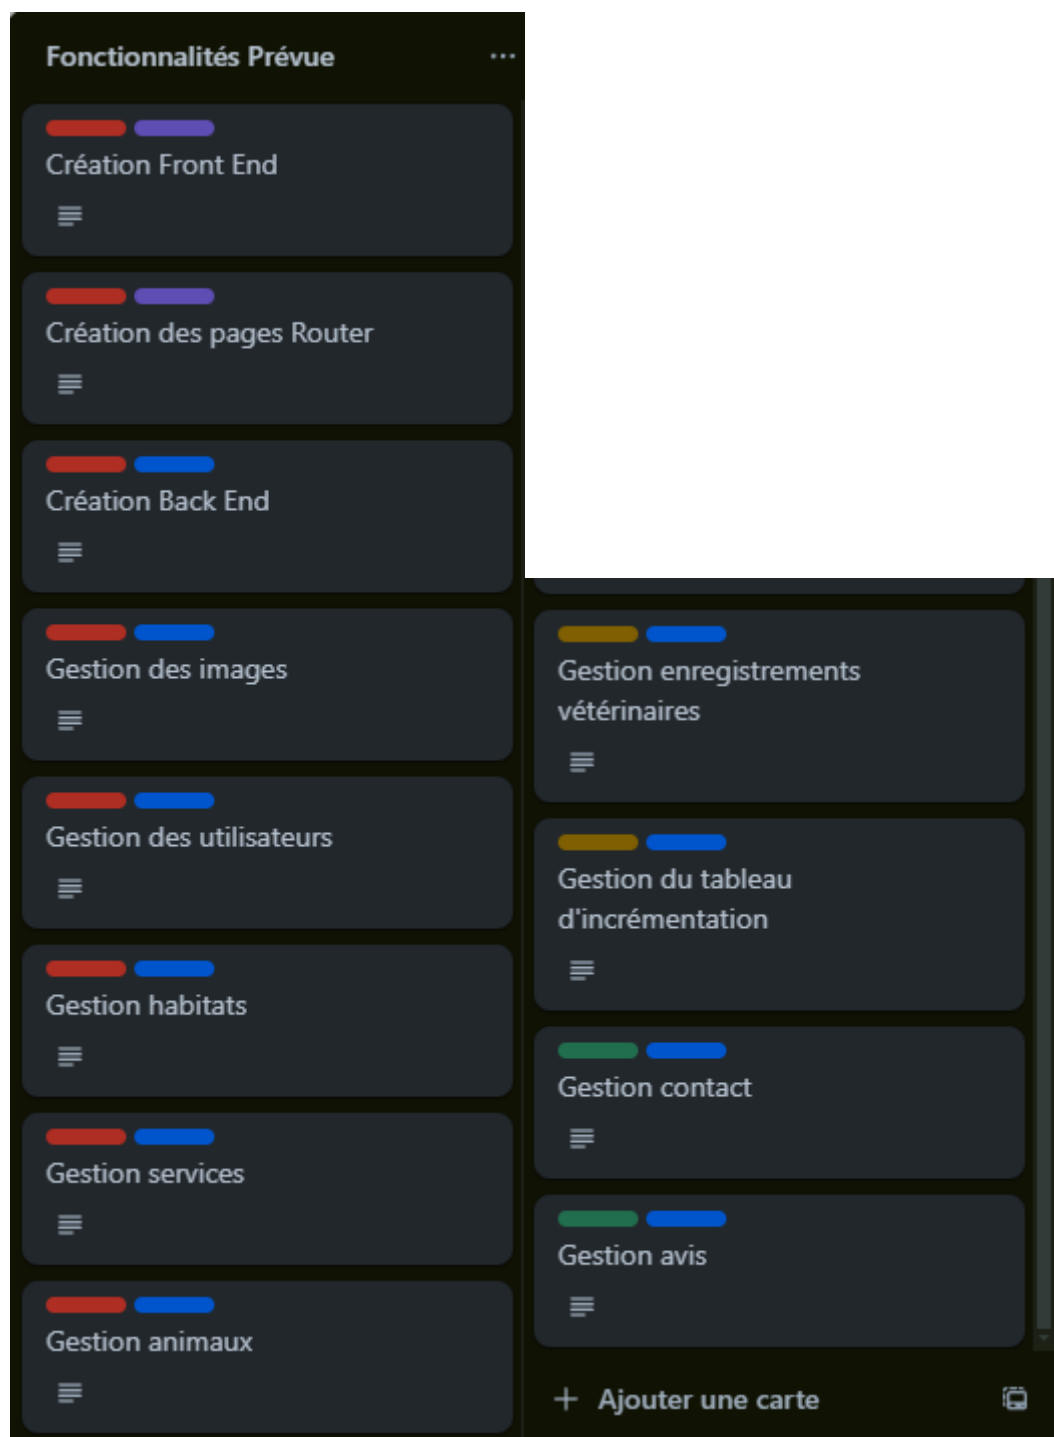 Fonctionnalités Prévue
Création Front End
Création des pages Router
Création Back End
Gestion des images
Gestion des utilisateurs
Gestion habitats
Gestion services
Gestion animaux
Gestion enregistrements
vétérinaires
Gestion du tableau
d'incrémentation
Gestion contact
Gestion avis
Ajouter une carte